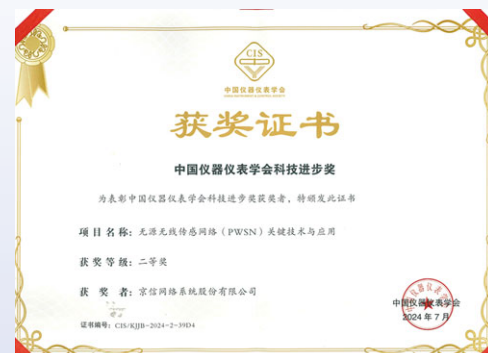 CIS
中国仪器仪表学会
获奖证书
中国仪器仪表学会科技进步奖
为表彰中国仪器仪表学会科技进步奖获奖者，特颁发此证书
项目名称：无源无线传感网络（PWSN）关键技术与应用
获奖等级：二等奖
获 奖 者：京信网络系统股份有限公司
证书编号：CIS/KJJB-2024-2-39D4
中国仪器仪表学会
2024年7月